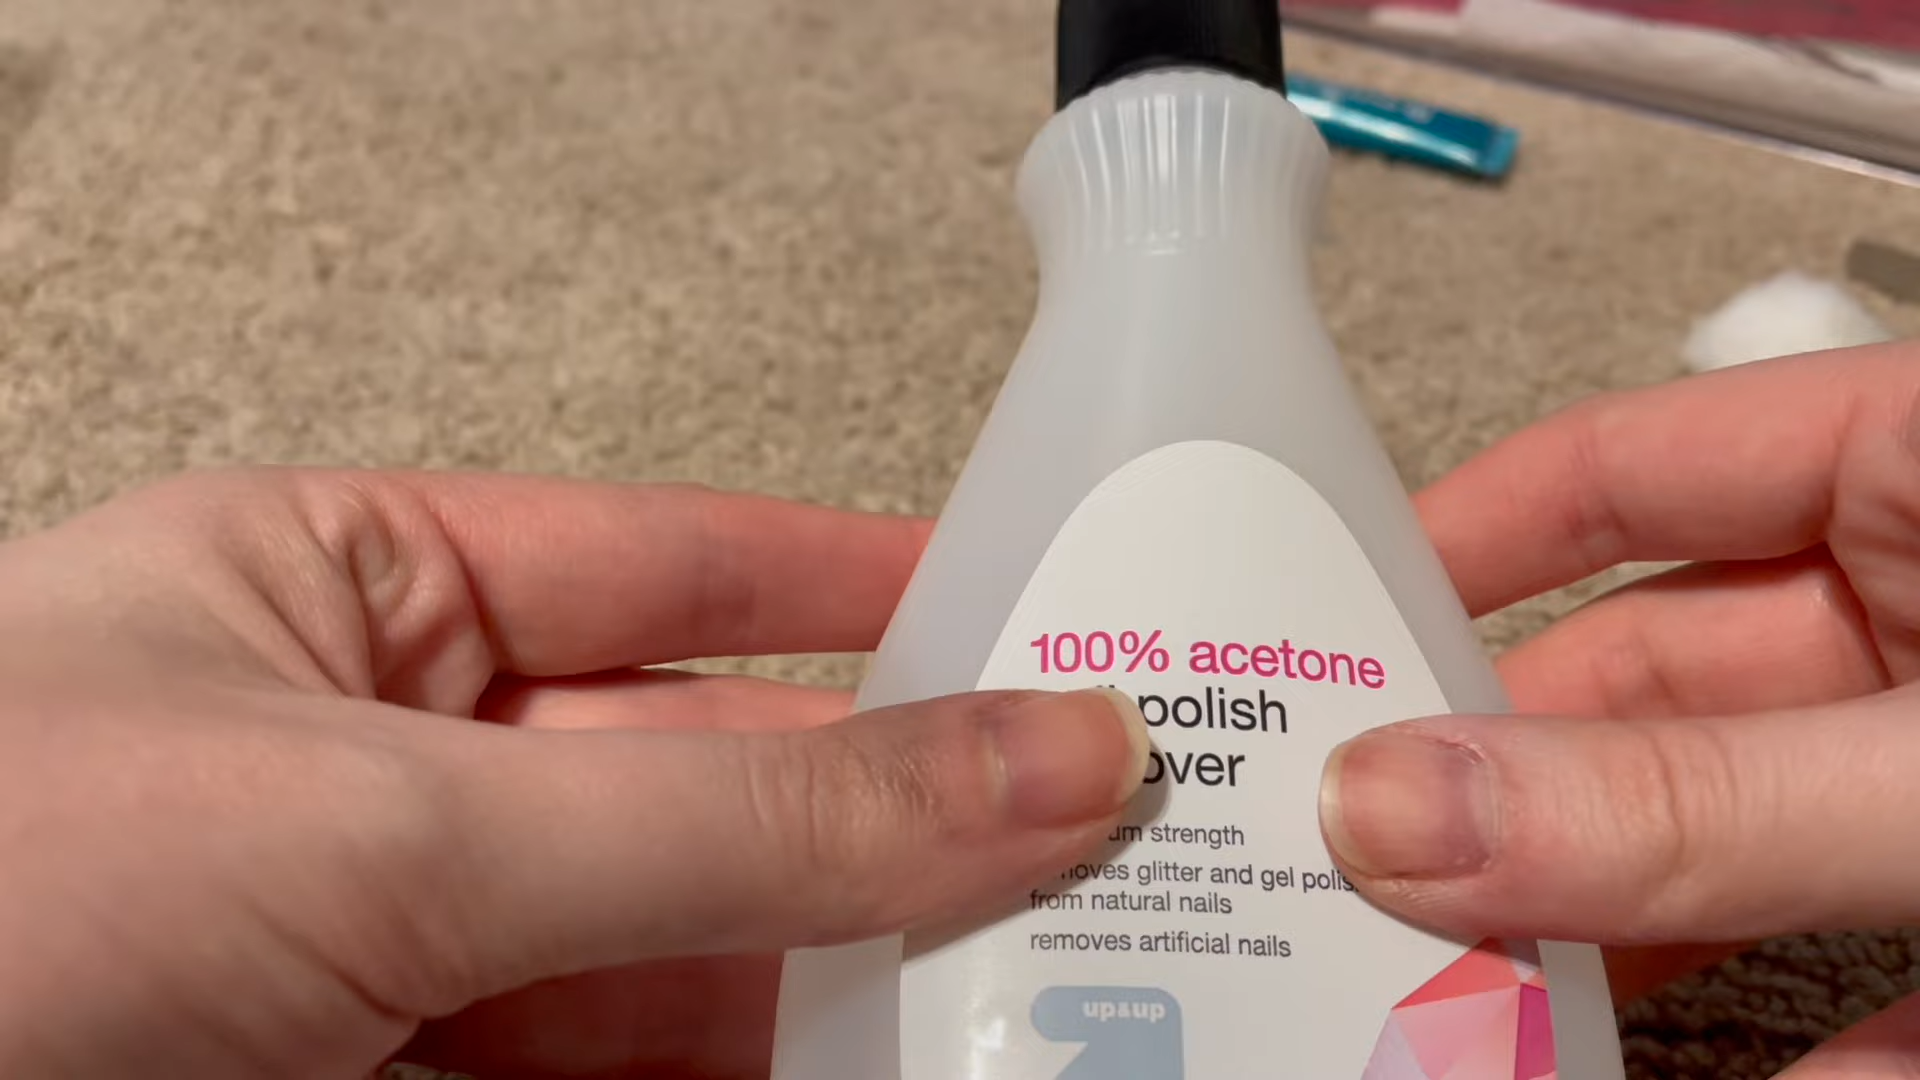 100% acetone
polish
over
um strength
moves glitter and gel polis
from natural nails
removes artificial nails
up&up